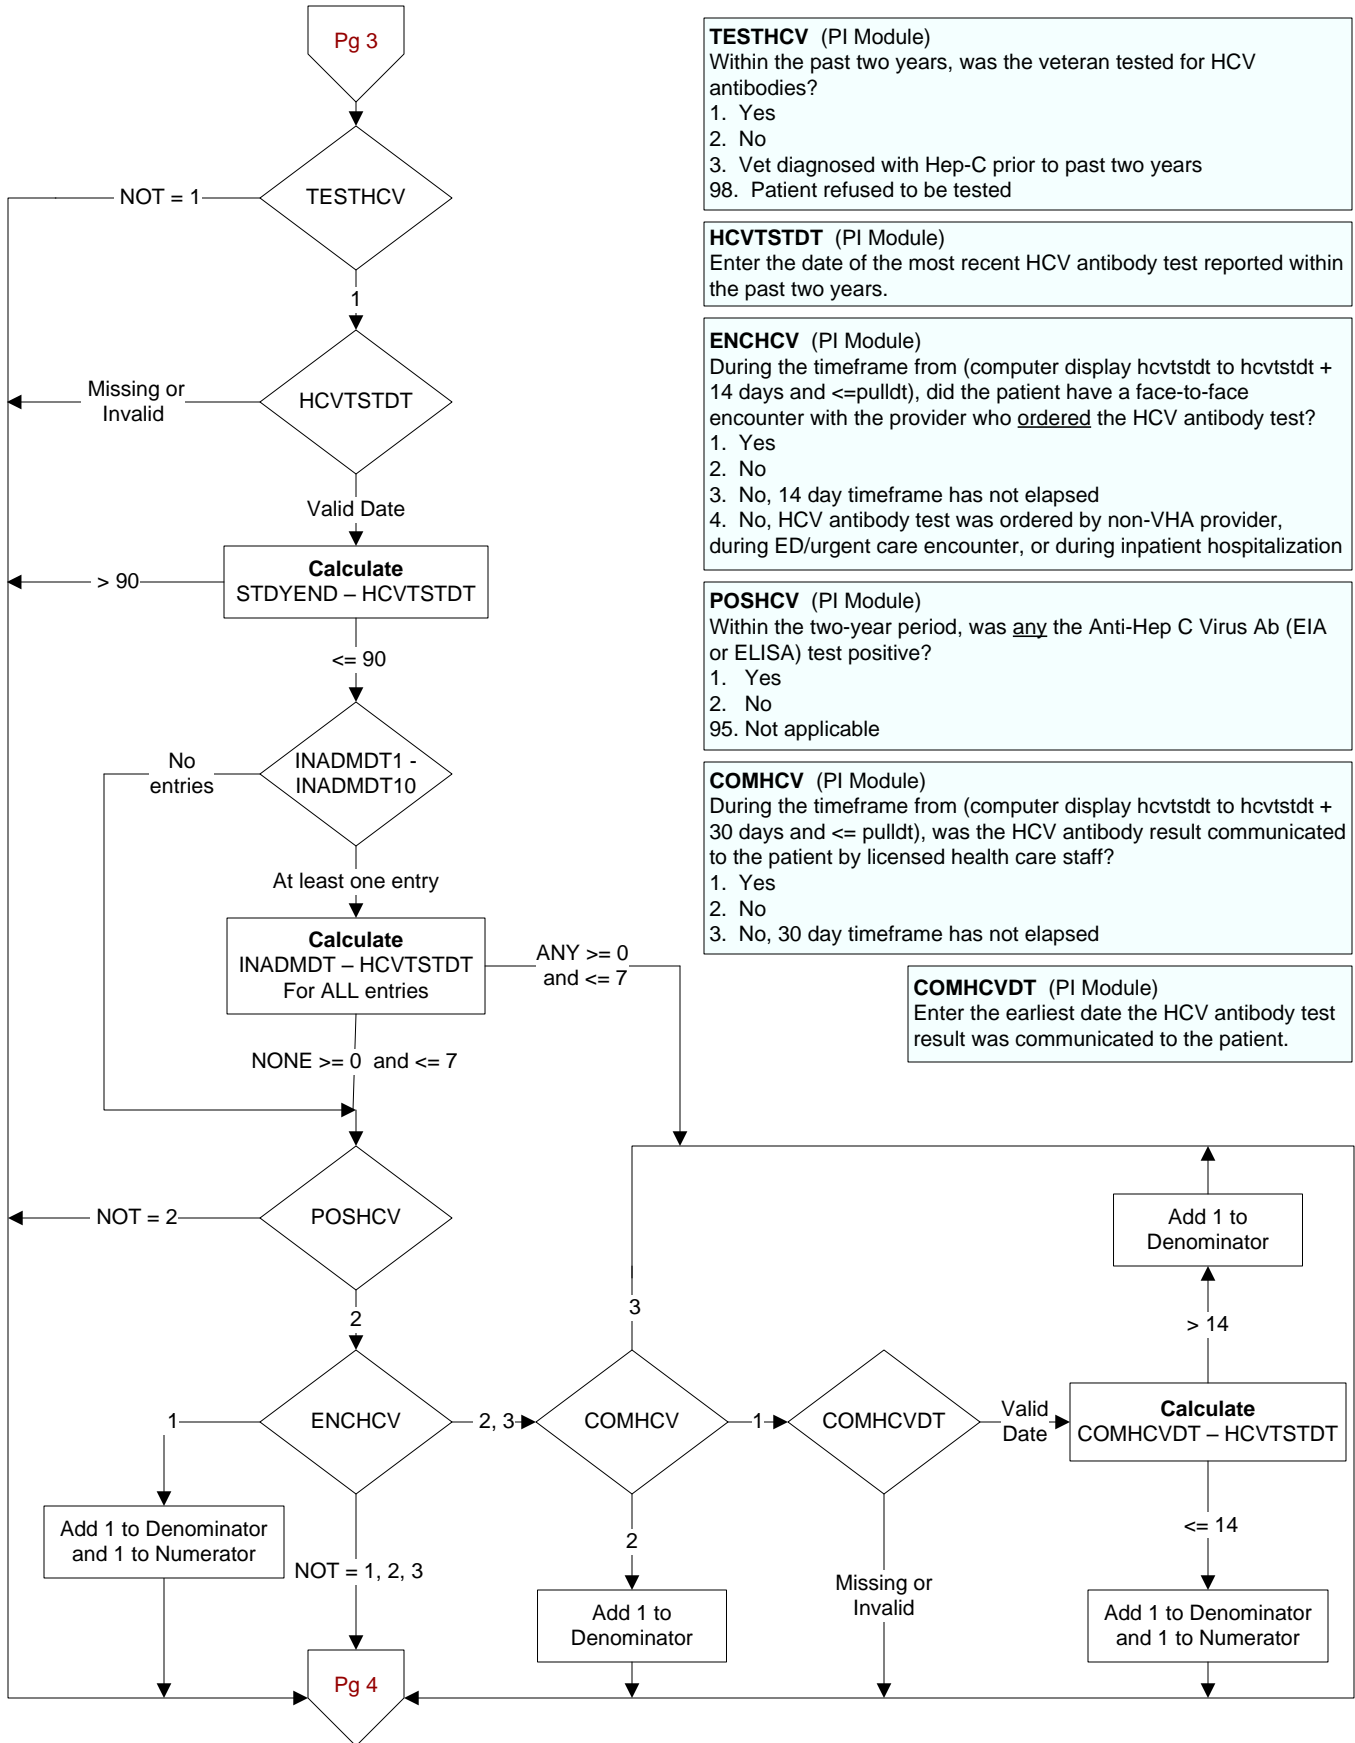 Pg 3
TESTHCV (PI Module)
Within the past two years, was the veteran tested for HCV
antibodies?
1. Yes
2. No
3. Vet diagnosed with Hep-C prior to past two years
98. Patient refused to be tested
NOT = 1
TESTHCV
1
HCVTSTDT (PI Module)
Enter the date of the most recent HCV antibody test reported within
the past two years.
Missing or
Invalid
HCVTSTDT
Valid Date
ENCHCV (PI Module)
During the timeframe from (computer display hcvtstdt to hcvtstdt +
14 days and <=pulldt), did the patient have a face-to-face
encounter with the provider who ordered the HCV antibody test?
1. Yes
2. No
3. No, 14 day timeframe has not elapsed
4. No, HCV antibody test was ordered by non-VHA provider,
during ED/urgent care encounter, or during inpatient hospitalization
> 90
Calculate
STDYEND – HCVTSTDT
<= 90
POSHCV (PI Module)
Within the two-year period, was any the Anti-Hep C Virus Ab (EIA
or ELISA) test positive?
1. Yes
2. No
95. Not applicable
No
entries
INADMDT1 -
INADMDT10
At least one entry
COMHCV (PI Module)
During the timeframe from (computer display hcvtstdt to hcvtstdt +
30 days and <= pulldt), was the HCV antibody result communicated
to the patient by licensed health care staff?
1. Yes
2. No
3. No, 30 day timeframe has not elapsed
Calculate
INADMDT – HCVTSTDT
For ALL entries
ANY >= 0
and <= 7
NONE >= 0 and <= 7
COMHCVDT (PI Module)
Enter the earliest date the HCV antibody test
result was communicated to the patient.
NOT = 2
POSHCV
2
Add 1 to
Denominator
3
> 14
1
ENCHCV
2, 3
COMHCV
1
COMHCVDT
Valid
Date
Calculate
COMHCVDT – HCVTSTDT
Add 1 to Denominator
and 1 to Numerator
NOT = 1, 2, 3
2
Add 1 to
Denominator
Missing or
Invalid
<= 14
Add 1 to Denominator
and 1 to Numerator
Pg 4